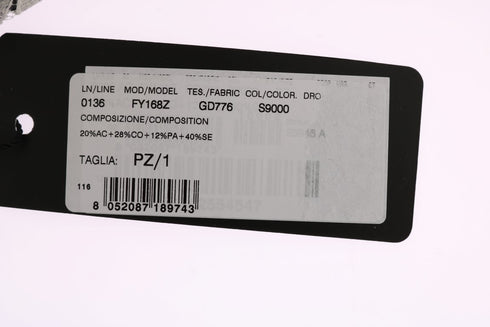 LN/LINE MOD/MODEL TES./FABRIC COL/COLOR. DRO
0136 FY168Z GD776 S9000
COMPOSIZIONE/COMPOSITION
20%AC+28%CO+12%PA+40%SE
TAGLIA: PZ/1
116
8 052087 189743